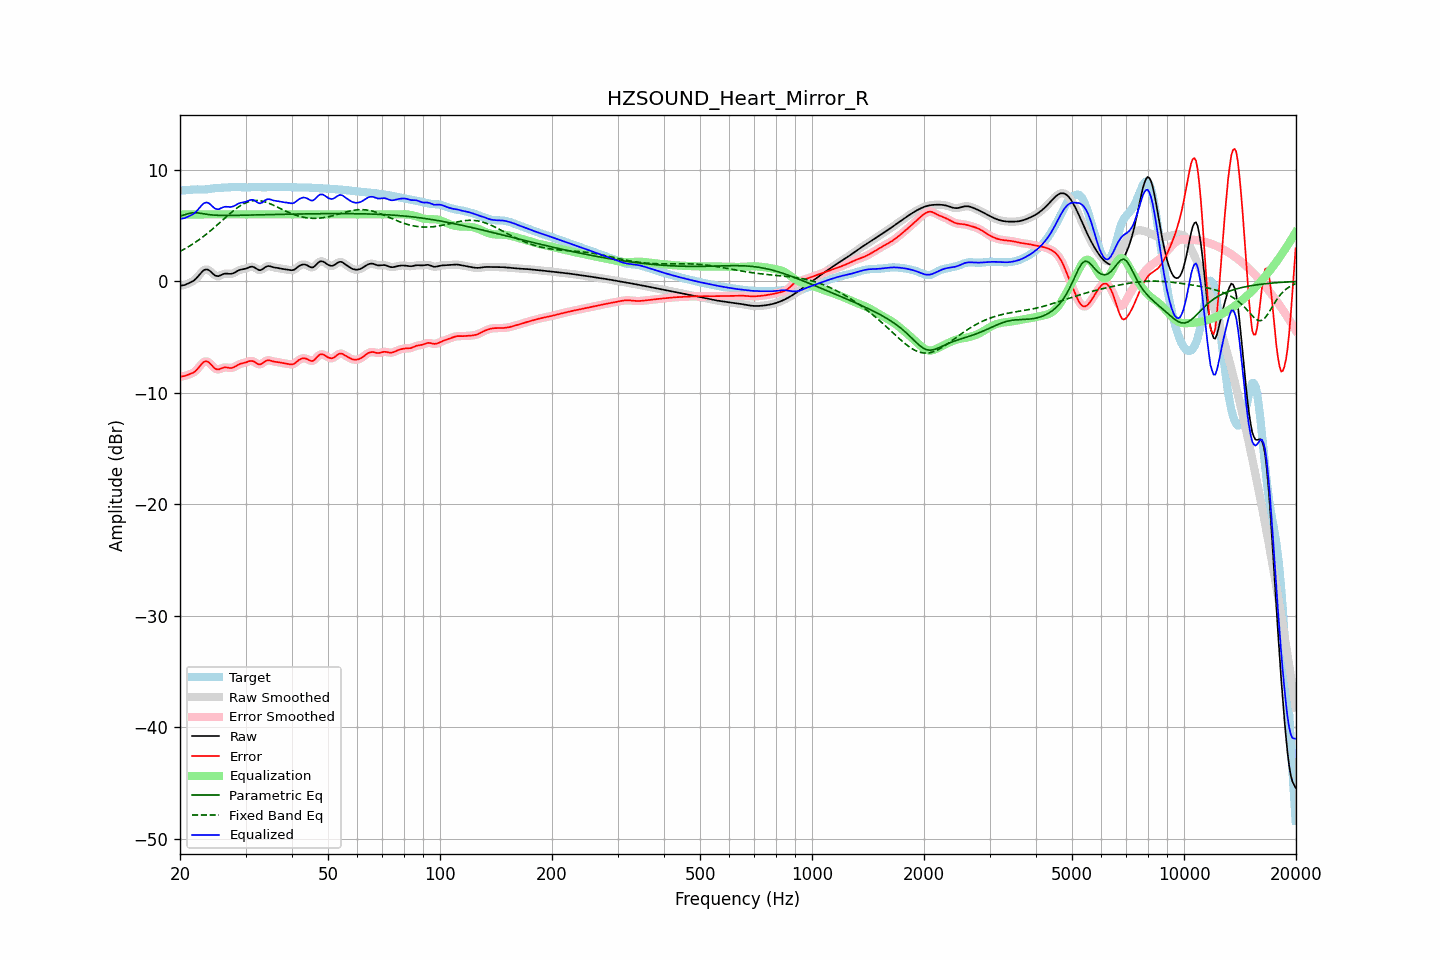 HZSOUND_Heart_Mirror_R
10
0
−10
−20
−30
−40
−50
Amplitude (dBr)
Target
Raw Smoothed
Error Smoothed
Raw
Error
Equalization
Parametric Eq
Fixed Band Eq
Equalized
20 50 100 200 500 1000 2000 5000 10000 20000
Frequency (Hz)